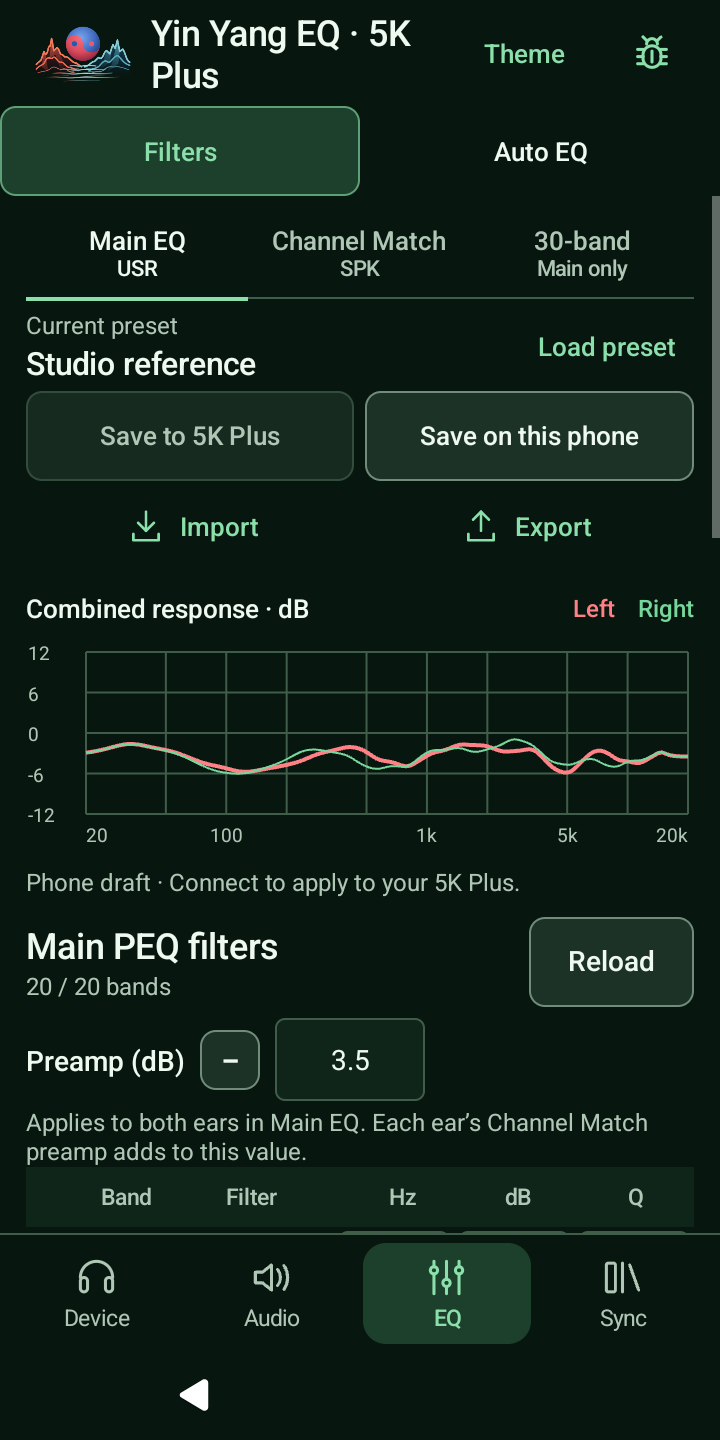 Yin Yang EQ · 5K
Plus
Theme
Filters
Auto EQ
Main EQ
USR
Channel Match
SPK
30-band
Main only
Current preset
Studio reference
Load preset
Save to 5K Plus
Save on this phone
Import
Export
Combined response · dB
Left
Right
12
6
0
-6
-12
20
100
1k
5k
20k
Phone draft · Connect to apply to your 5K Plus.
Main PEQ filters
20 / 20 bands
Reload
Preamp (dB)
−
3.5
Applies to both ears in Main EQ. Each ear’s Channel Match
preamp adds to this value.
Band
Filter
Hz
dB
Q
Device
Audio
EQ
Sync